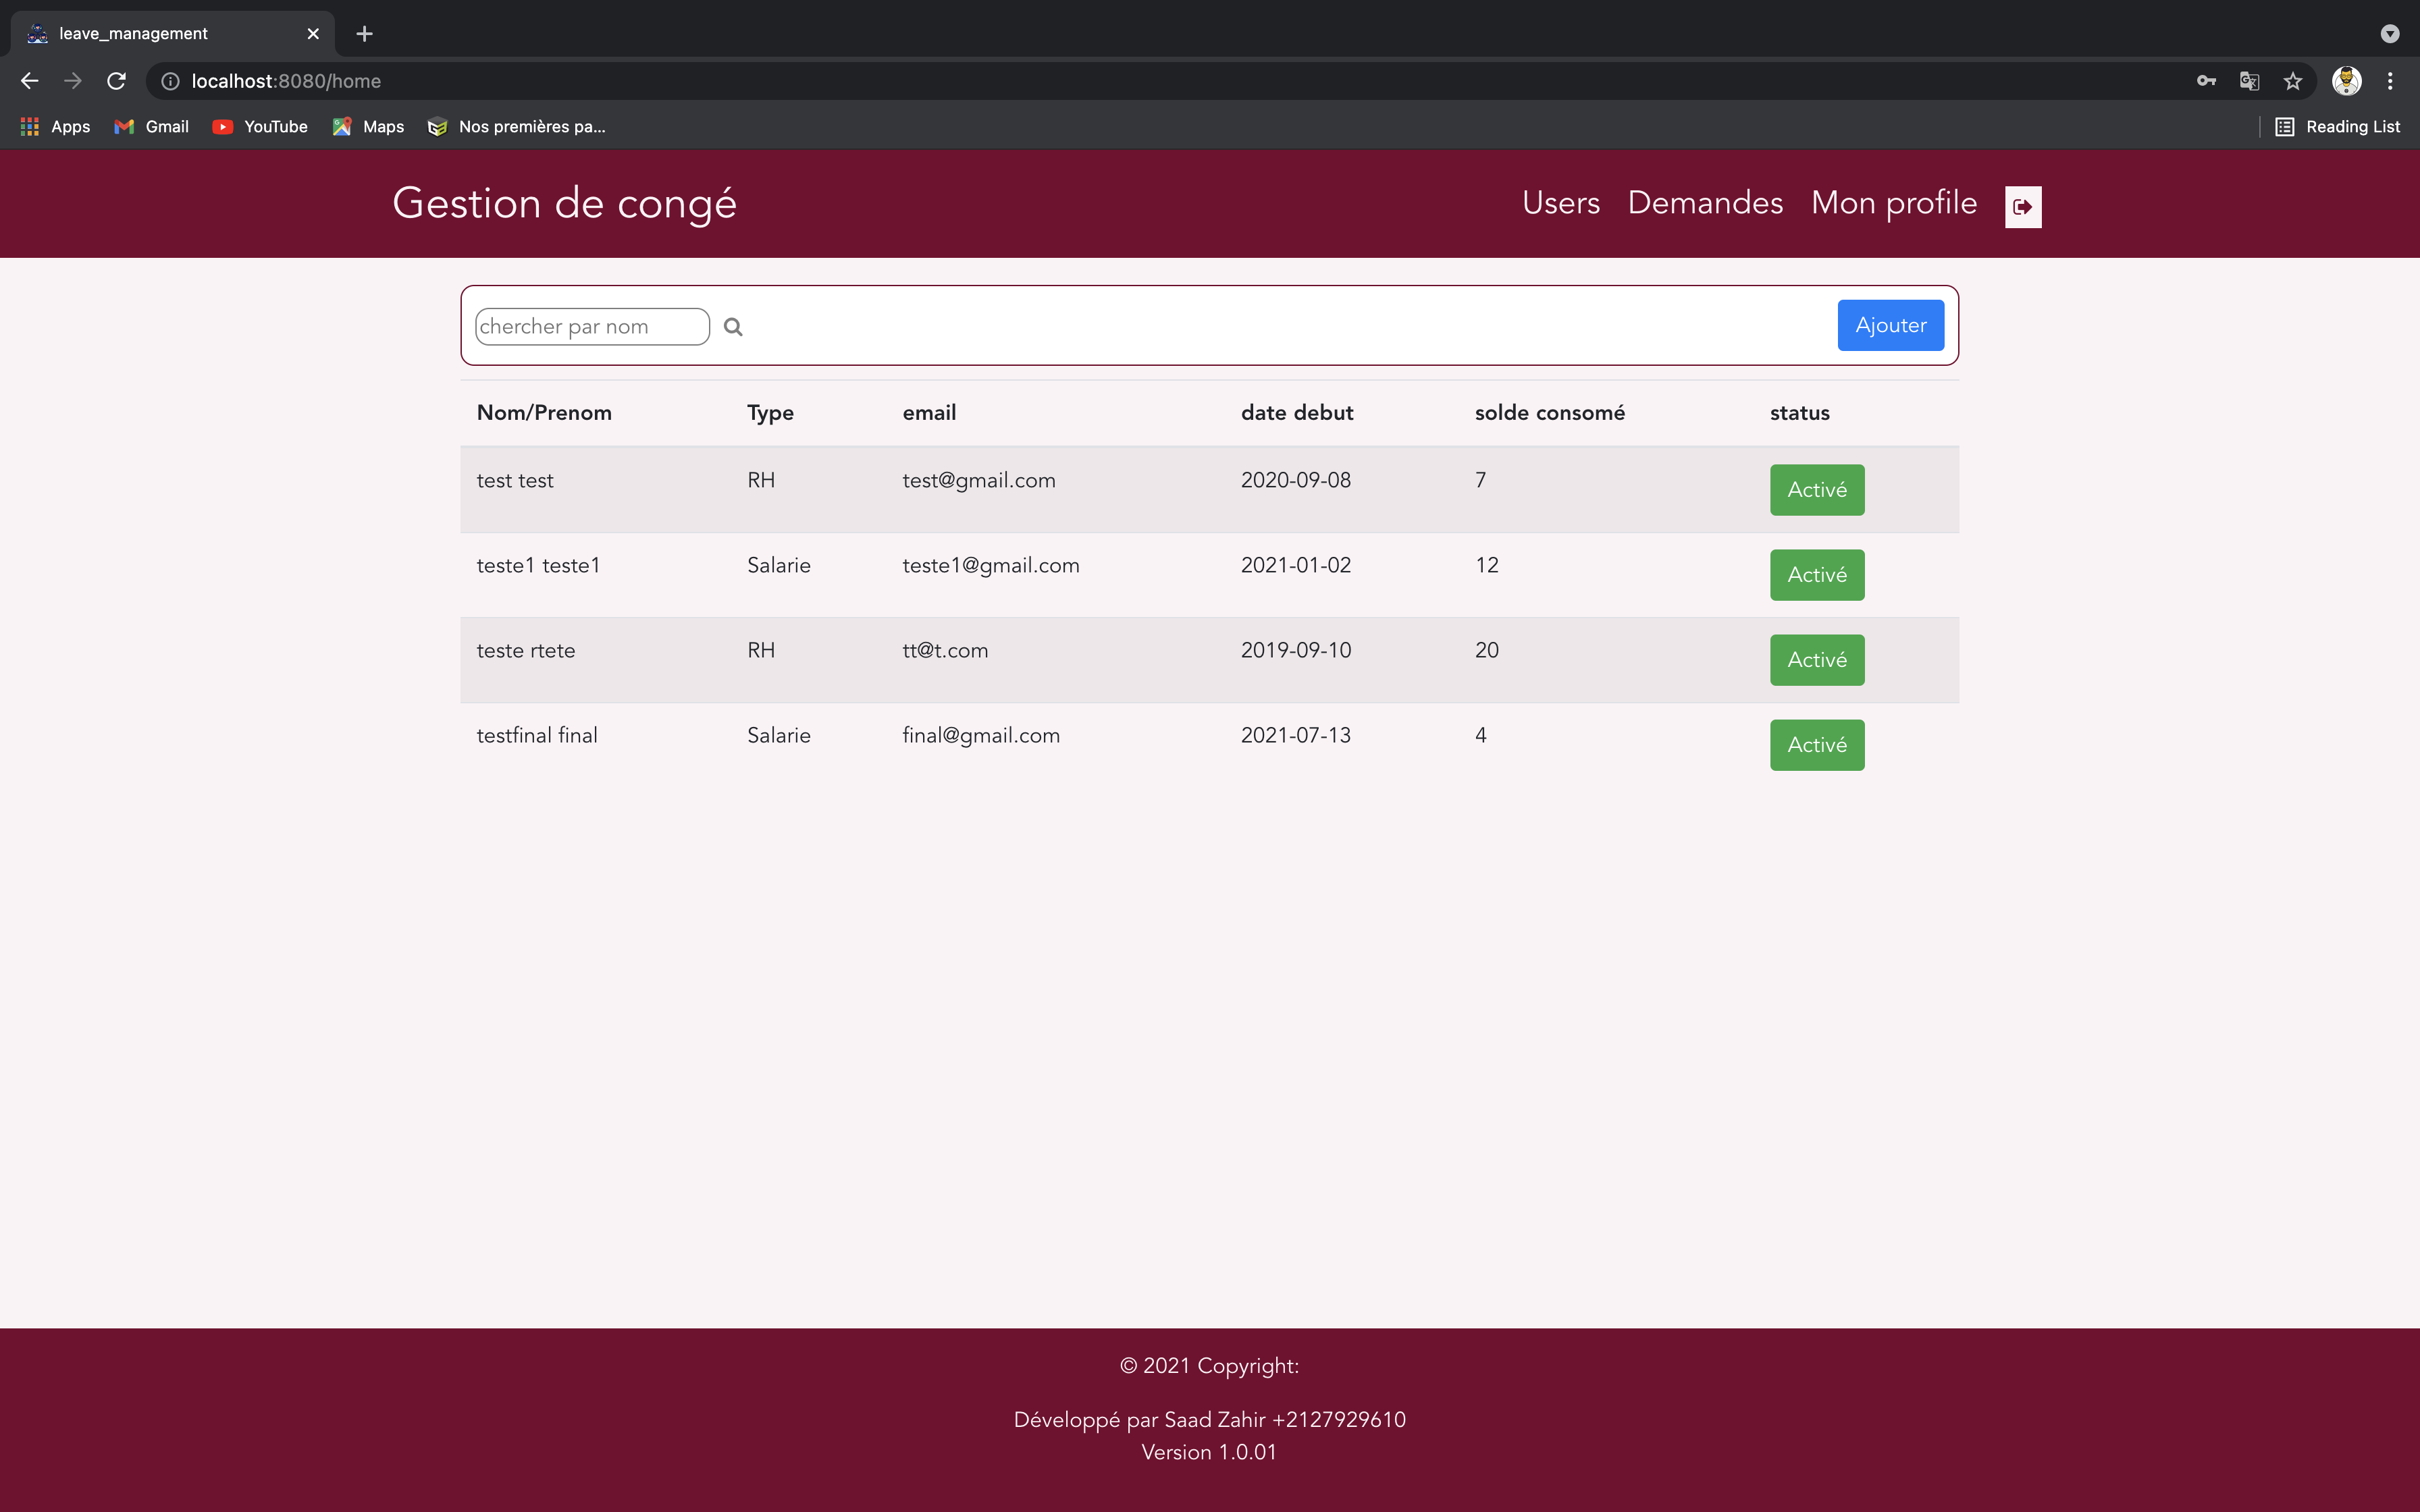 leave_management
localhost:8080/home
Apps Gmail YouTube Maps Nos premières pa... Reading List
Gestion de congé Users Demandes Mon profile
chercher par nom Ajouter
Nom/Prenom Type email date debut solde consomé status
test test RH test@gmail.com 2020-09-08 7 Activé
teste1 teste1 Salarie teste1@gmail.com 2021-01-02 12 Activé
teste rtete RH tt@t.com 2019-09-10 20 Activé
testfinal final Salarie final@gmail.com 2021-07-13 4 Activé
© 2021 Copyright:
Développé par Saad Zahir +2127929610
Version 1.0.01